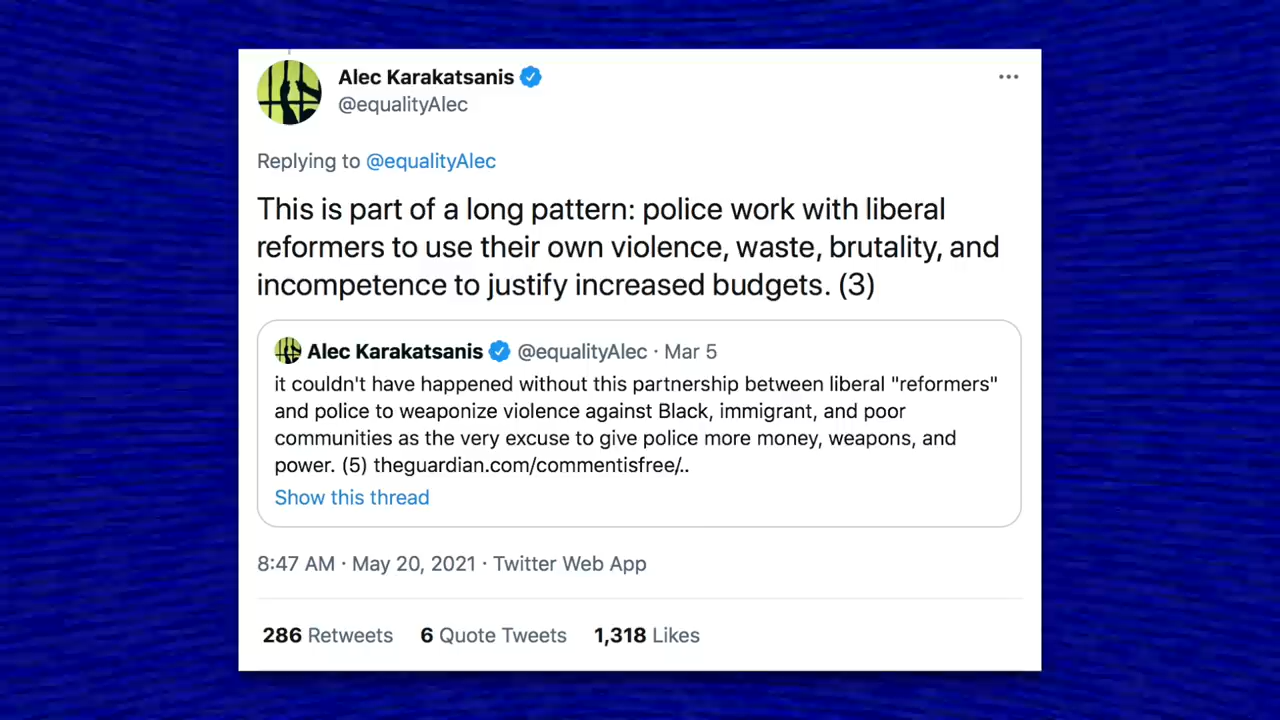 Alec Karakatsanis
@equalityAlec
Replying to @equalityAlec
This is part of a long pattern: police work with liberal
reformers to use their own violence, waste, brutality, and
incompetence to justify increased budgets. (3)
Alec Karakatsanis @equalityAlec · Mar 5
it couldn't have happened without this partnership between liberal "reformers"
and police to weaponize violence against Black, immigrant, and poor
communities as the very excuse to give police more money, weapons, and
power. (5) theguardian.com/commentisfree/..
Show this thread
8:47 AM · May 20, 2021 · Twitter Web App
286 Retweets 6 Quote Tweets 1,318 Likes